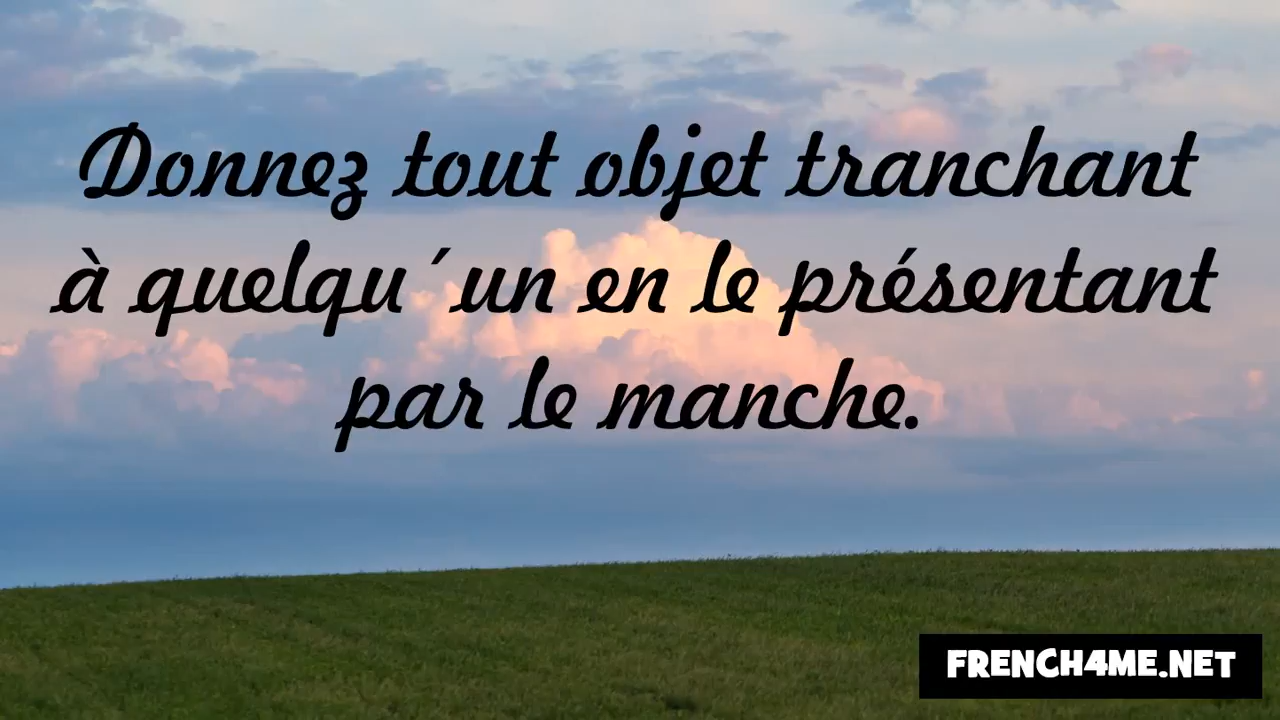 Donnez tout objet tranchant
à quelqu´un en le présentant
par le manche.
FRENCH4ME.NET